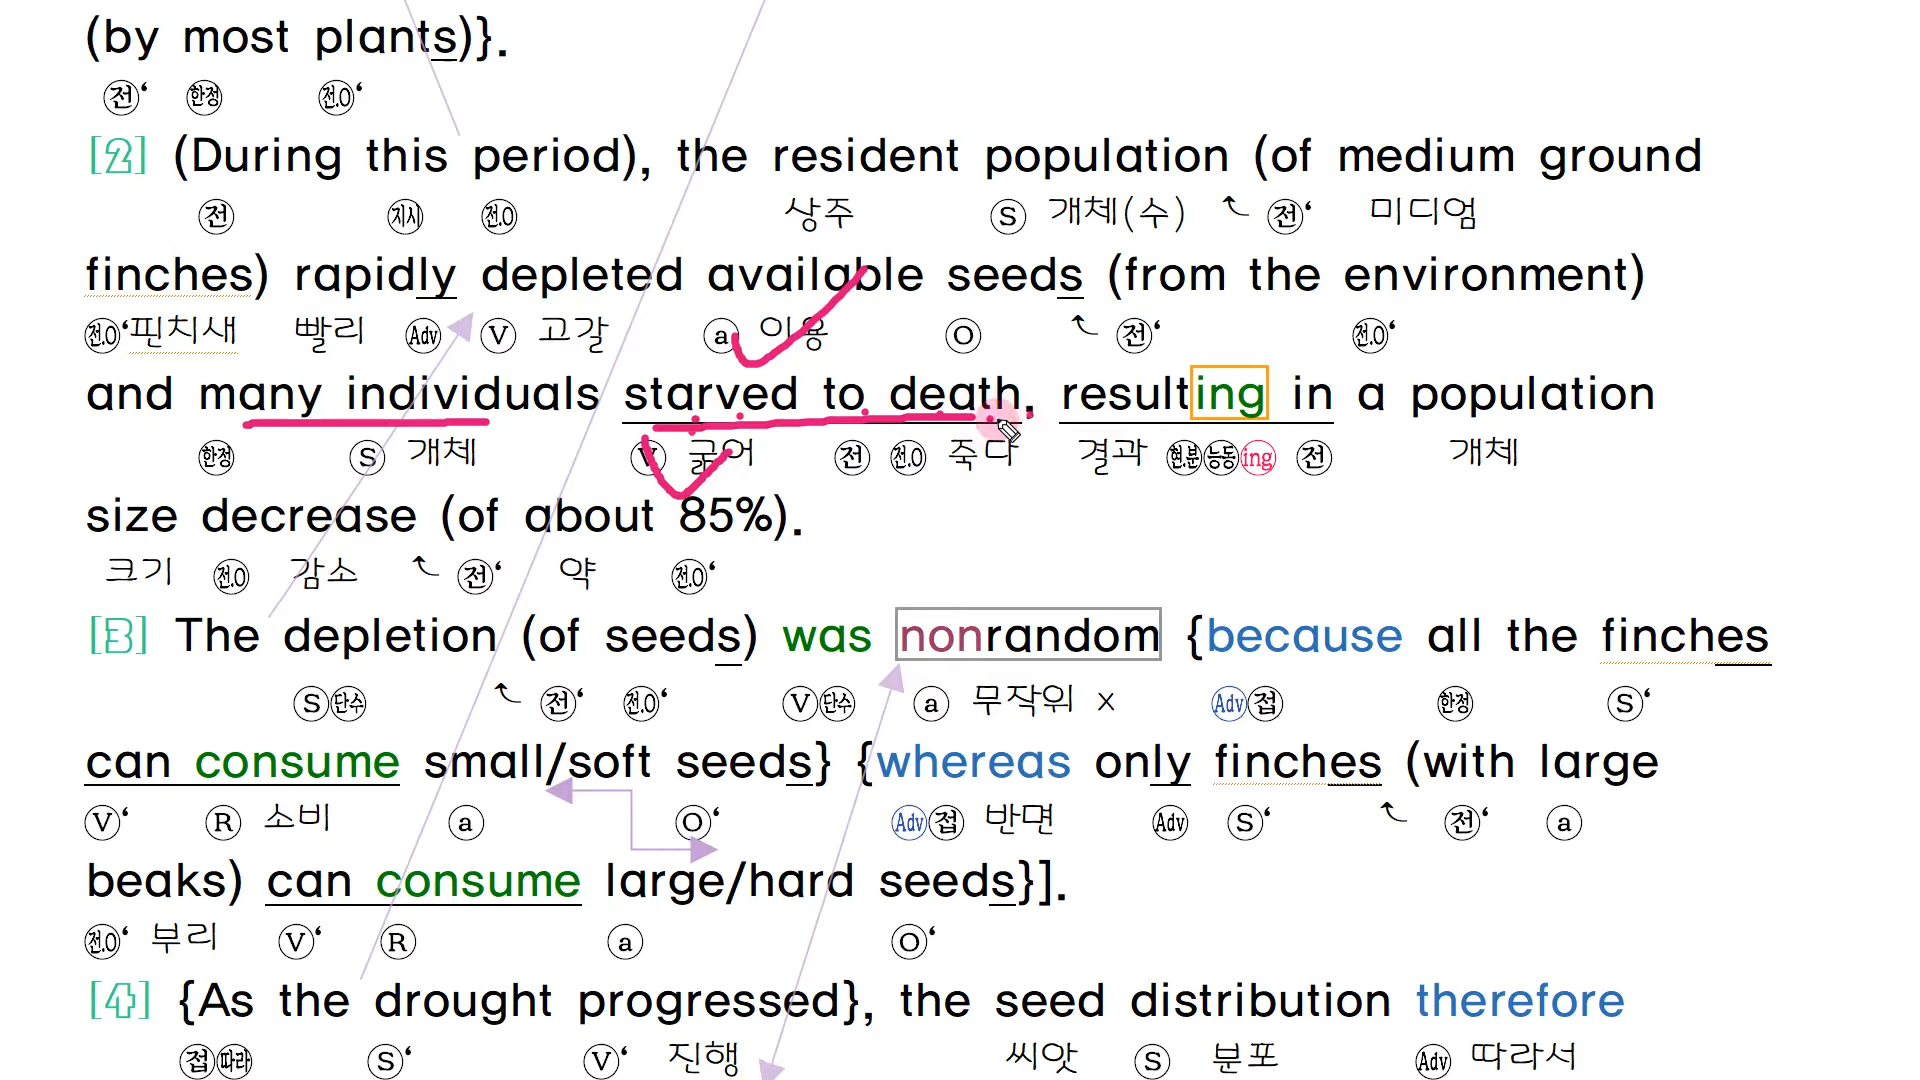 (by most plants)}.
전‘ 한정 전.O‘
[2] (During this period), the resident population (of medium ground
전 지시 전.O 상주 S 개체(수) 전‘ 미디엄
finches) rapidly depleted available seeds (from the environment)
전.O‘ 핀치새 빨리 Adv V 고갈 a 이용 O 전‘ 전.O‘
and many individuals starved to death, resulting in a population
한정 S 개체 V 굶어 전 전.O 죽다 결과 현.분 능동 ing 전 개체
size decrease (of about 85%).
크기 전.O 감소 전‘ 약 전.O‘
[3] The depletion (of seeds) was nonrandom {because all the finches
S 단수 전‘ 전.O‘ V 단수 a 무작위 x Adv 접 한정 S‘
can consume small/soft seeds} {whereas only finches (with large
V‘ R 소비 a O‘ Adv 접 반면 Adv S‘ 전‘ a
beaks) can consume large/hard seeds}].
전.O‘ 부리 V‘ R a O‘
[4] {As the drought progressed}, the seed distribution therefore
접 따라 S‘ V‘ 진행 씨앗 S 분포 Adv 따라서